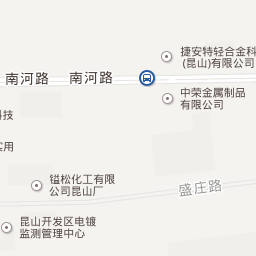 捷安特轻合金科
(昆山)有限公司
南河路
南河路
中荣金属制品
有限公司
科技
实用
镒松化工有限
公司昆山厂
盛庄路
昆山开发区电镀
监测管理中心